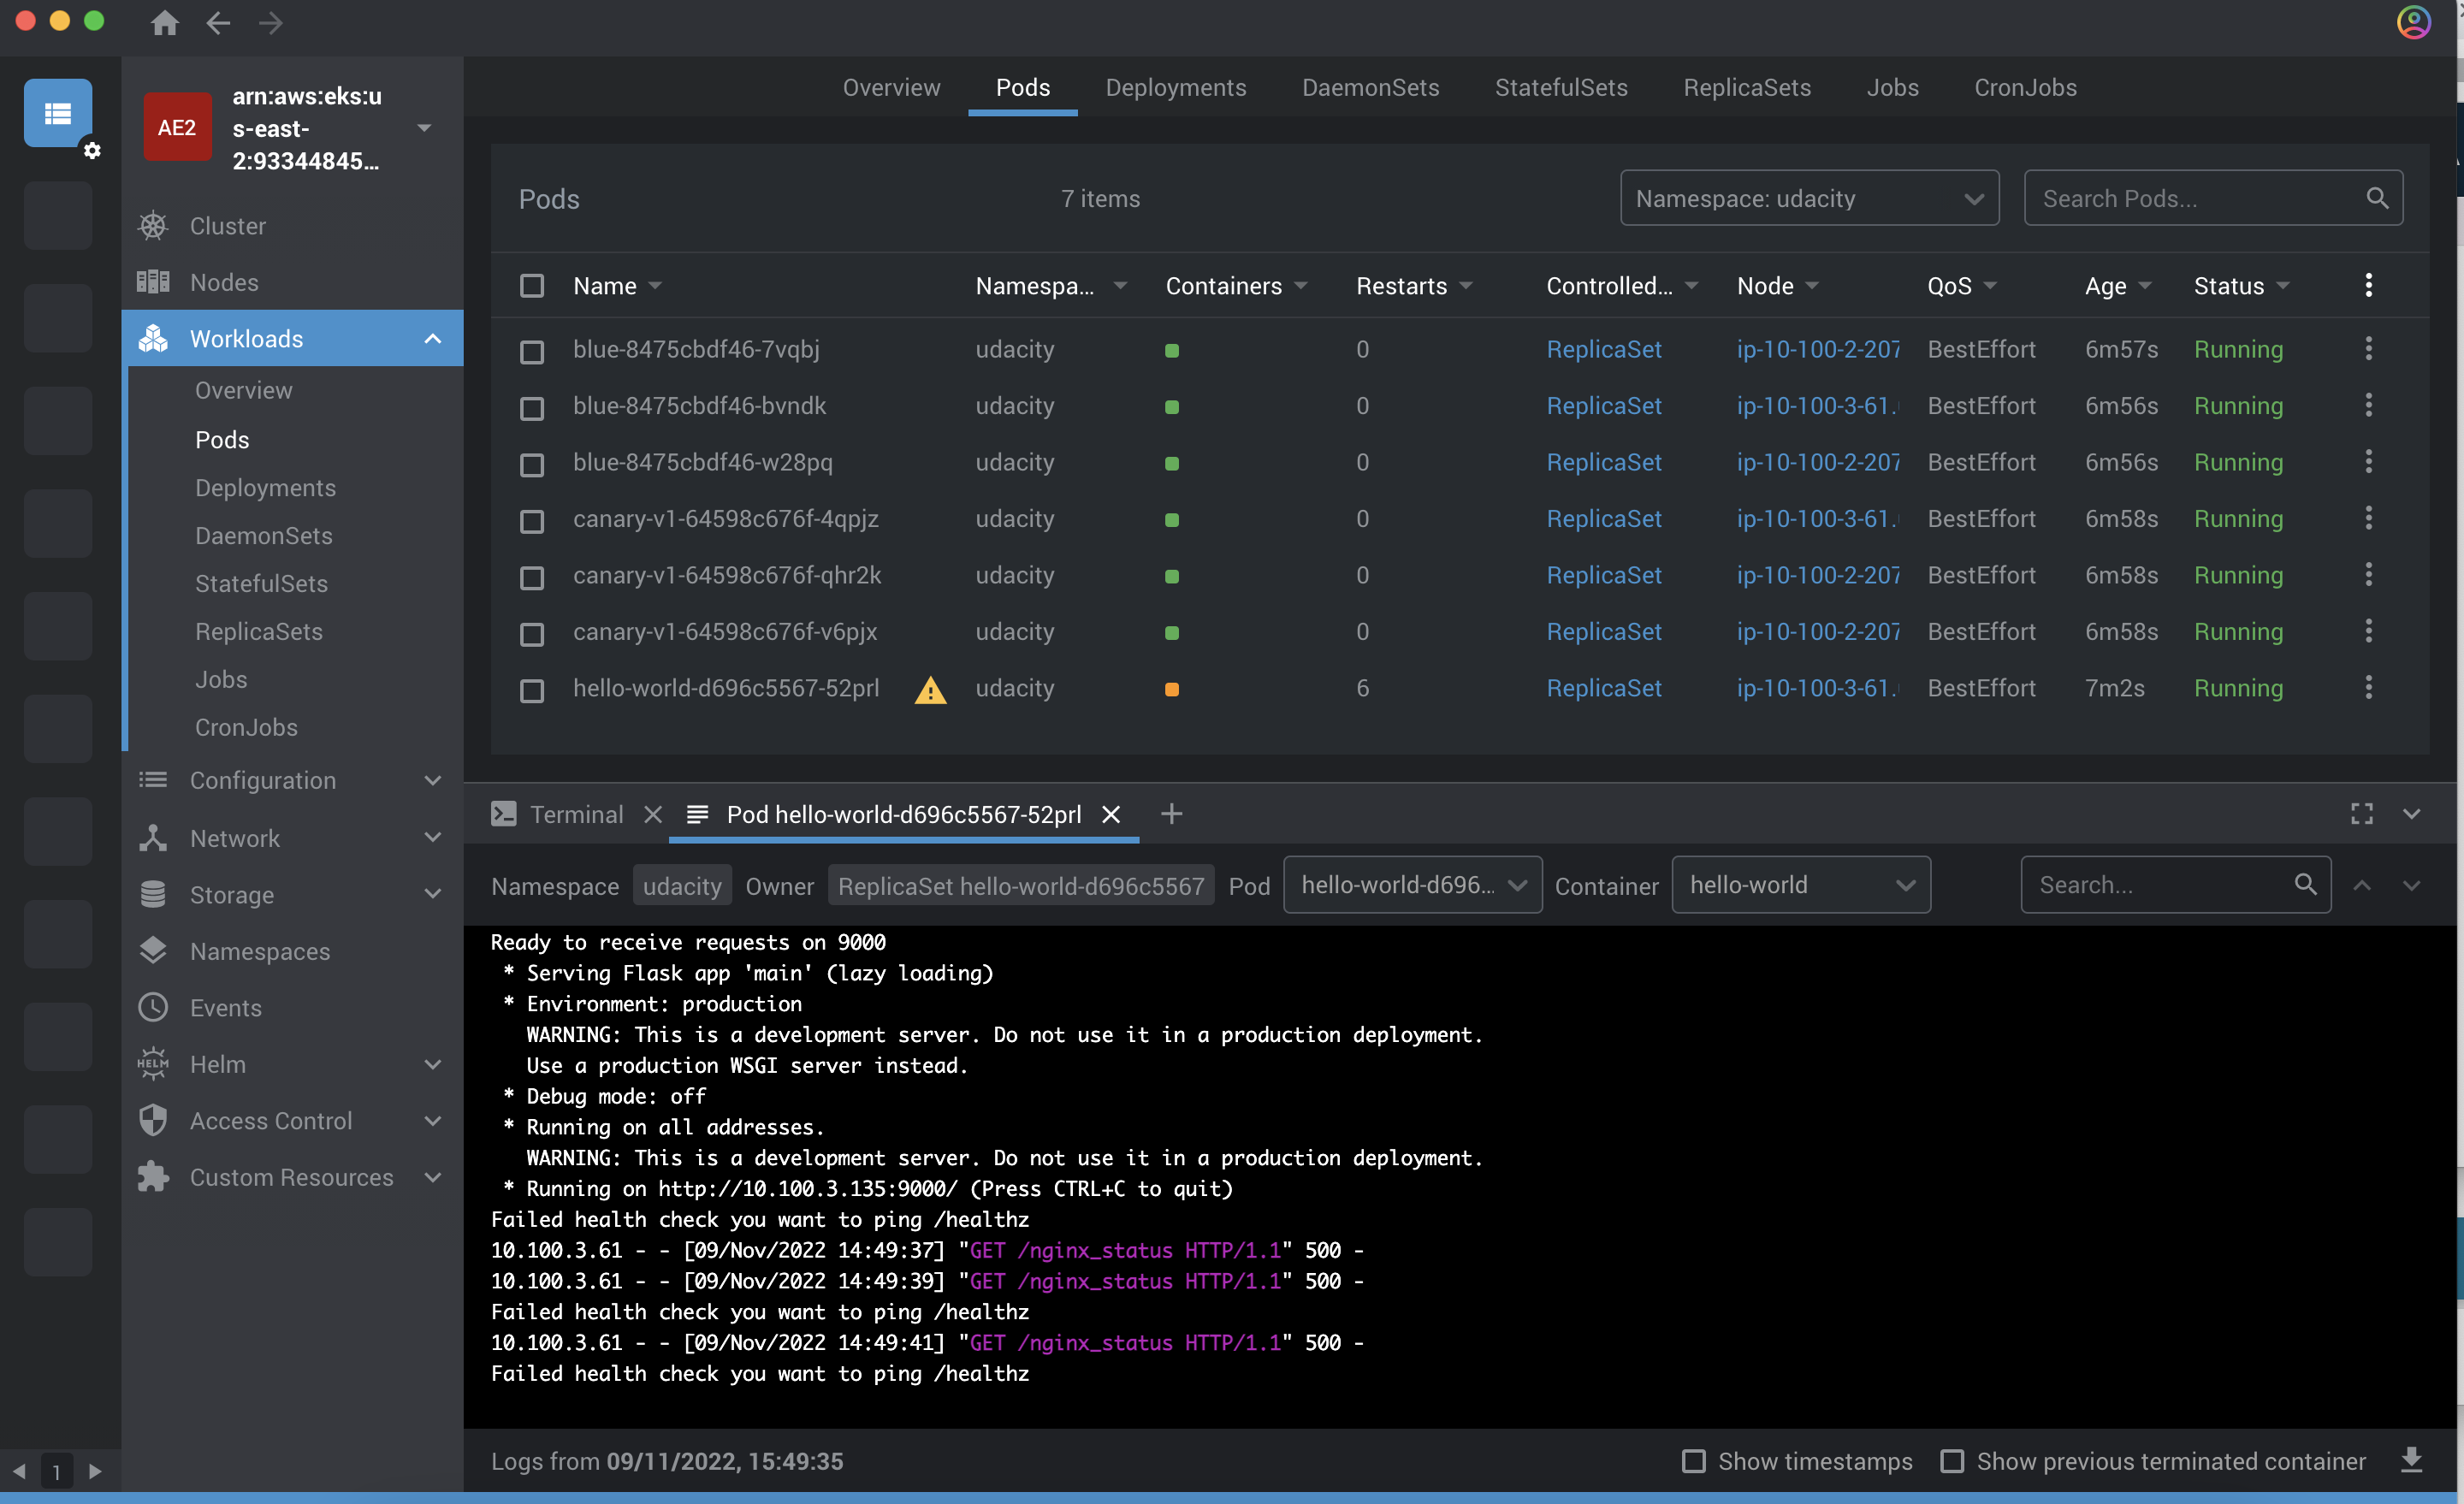 arn:aws:eks:u
s-east-
2:93344845...
AE2
Cluster
Nodes
Workloads
Overview
Pods
Deployments
DaemonSets
StatefulSets
ReplicaSets
Jobs
CronJobs
Configuration
Network
Storage
Namespaces
Events
HELM Helm
Access Control
Custom Resources
1
Overview Pods Deployments DaemonSets StatefulSets ReplicaSets Jobs CronJobs
Pods 7 items Namespace: udacity Search Pods...
Name Namespa... Containers Restarts Controlled... Node QoS Age Status
blue-8475cbdf46-7vqbj udacity 0 ReplicaSet ip-10-100-2-207 BestEffort 6m57s Running
blue-8475cbdf46-bvndk udacity 0 ReplicaSet ip-10-100-3-61. BestEffort 6m56s Running
blue-8475cbdf46-w28pq udacity 0 ReplicaSet ip-10-100-2-207 BestEffort 6m56s Running
canary-v1-64598c676f-4qpjz udacity 0 ReplicaSet ip-10-100-3-61. BestEffort 6m58s Running
canary-v1-64598c676f-qhr2k udacity 0 ReplicaSet ip-10-100-2-207 BestEffort 6m58s Running
canary-v1-64598c676f-v6pjx udacity 0 ReplicaSet ip-10-100-2-207 BestEffort 6m58s Running
hello-world-d696c5567-52prl udacity 6 ReplicaSet ip-10-100-3-61. BestEffort 7m2s Running
Terminal Pod hello-world-d696c5567-52prl
Namespace udacity Owner ReplicaSet hello-world-d696c5567 Pod hello-world-d696... Container hello-world Search...
Ready to receive requests on 9000
* Serving Flask app 'main' (lazy loading)
* Environment: production
WARNING: This is a development server. Do not use it in a production deployment.
Use a production WSGI server instead.
* Debug mode: off
* Running on all addresses.
WARNING: This is a development server. Do not use it in a production deployment.
* Running on http://10.100.3.135:9000/ (Press CTRL+C to quit)
Failed health check you want to ping /healthz
10.100.3.61 - - [09/Nov/2022 14:49:37] "GET /nginx_status HTTP/1.1" 500 -
10.100.3.61 - - [09/Nov/2022 14:49:39] "GET /nginx_status HTTP/1.1" 500 -
Failed health check you want to ping /healthz
10.100.3.61 - - [09/Nov/2022 14:49:41] "GET /nginx_status HTTP/1.1" 500 -
Failed health check you want to ping /healthz
Logs from 09/11/2022, 15:49:35 Show timestamps Show previous terminated container